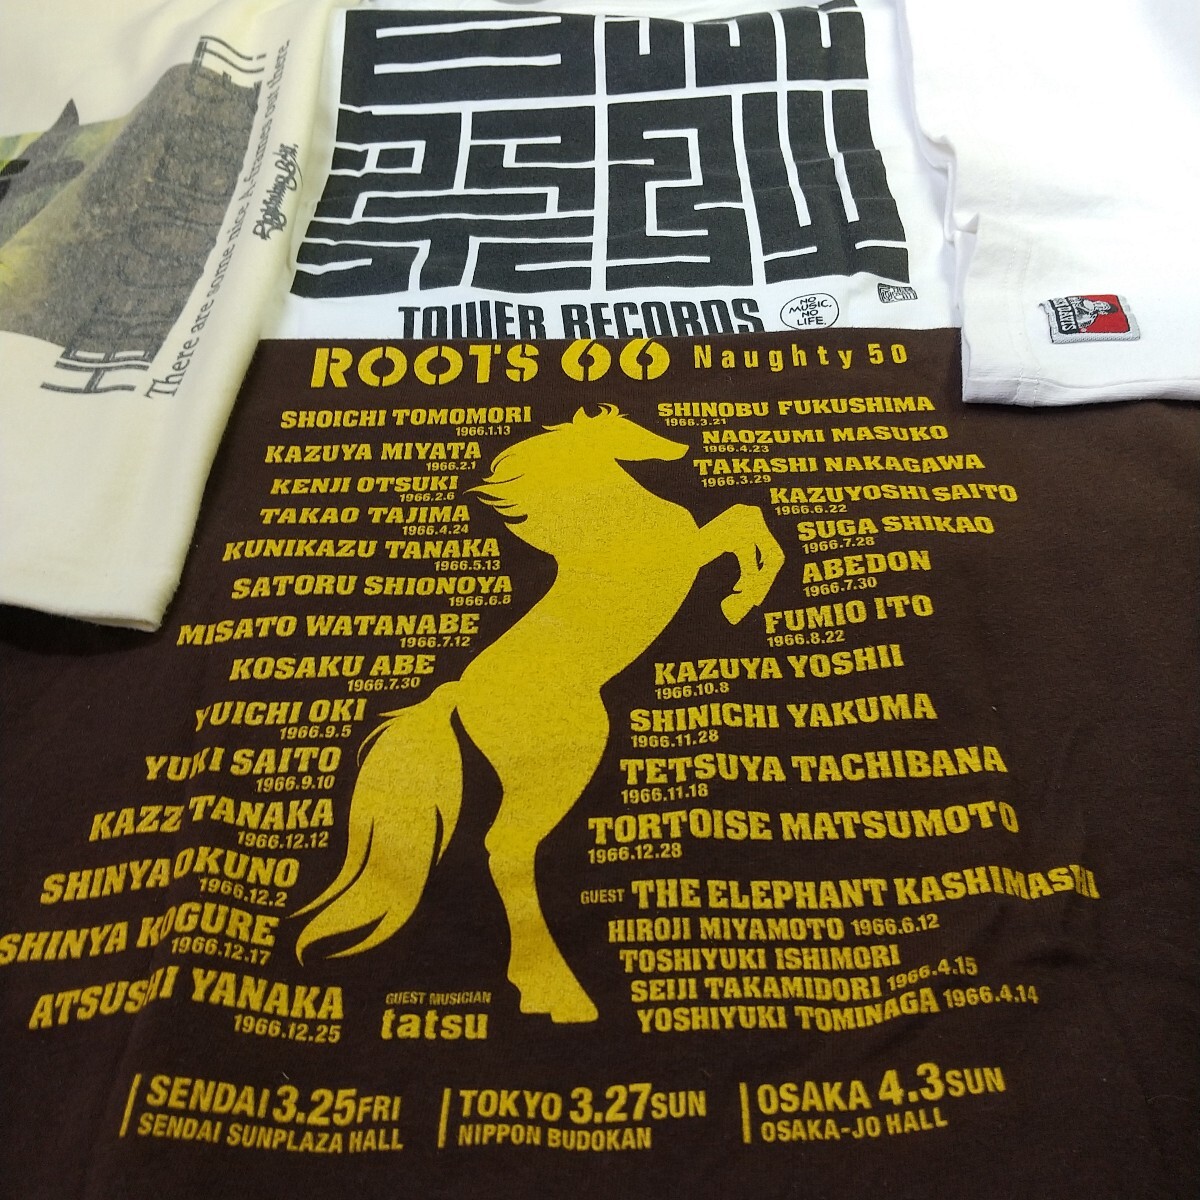 There are some nice A-frames out there.
Lightning Bolt.
TOWER RECORDS
NO MUSIC, NO LIFE.
BEN DAVIS
ROOTS 66 Naughty 50
SHOICHI TOMOMORI
1966.1.13
KAZUYA MIYATA
1966.2.1
KENJI OTSUKI
1966.2.6
TAKAO TAJIMA
1966.4.24
KUNIKAZU TANAKA
1966.5.13
SATORU SHIONOYA
1966.6.8
MISATO WATANABE
1966.7.12
KOSAKU ABE
1966.7.30
YUICHI OKI
1966.9.5
YUKI SAITO
1966.9.10
KAZZ TANAKA
1966.12.12
SHINYA OKUNO
1966.12.2
SHINYA KOGURE
1966.12.17
ATSUSHI YANAKA
1966.12.25
SHINOBU FUKUSHIMA
1966.3.21
NAOZUMI MASUKO
1966.4.23
TAKASHI NAKAGAWA
1966.3.29
KAZUYOSHI SAITO
1966.6.22
SUGA SHIKAO
1966.7.28
ABEDON
1966.7.30
FUMIO ITO
1966.8.22
KAZUYA YOSHII
1966.10.8
SHINICHI YAKUMA
1966.11.28
TETSUYA TACHIBANA
1966.11.18
TORTOISE MATSUMOTO
1966.12.28
GUEST THE ELEPHANT KASHIMASHI
HIROJI MIYAMOTO 1966.6.12
TOSHIYUKI ISHIMORI
SEIJI TAKAMIDORI 1966.4.15
YOSHIYUKI TOMINAGA 1966.4.14
GUEST MUSICIAN
tatsu
SENDAI 3.25 FRI
SENDAI SUNPLAZA HALL
TOKYO 3.27 SUN
NIPPON BUDOKAN
OSAKA 4.3 SUN
OSAKA-JO HALL